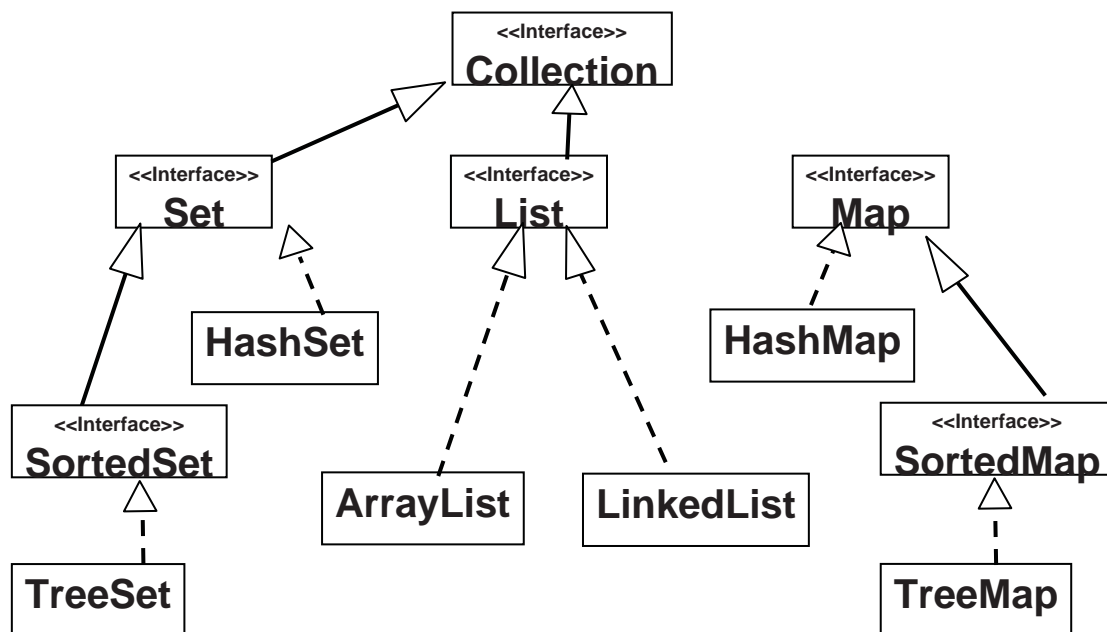 <<Interface>>
Collection
<<Interface>>
Set
<<Interface>>
List
<<Interface>>
Map
HashSet
HashMap
<<Interface>>
SortedSet
<<Interface>>
SortedMap
ArrayList
LinkedList
TreeSet
TreeMap